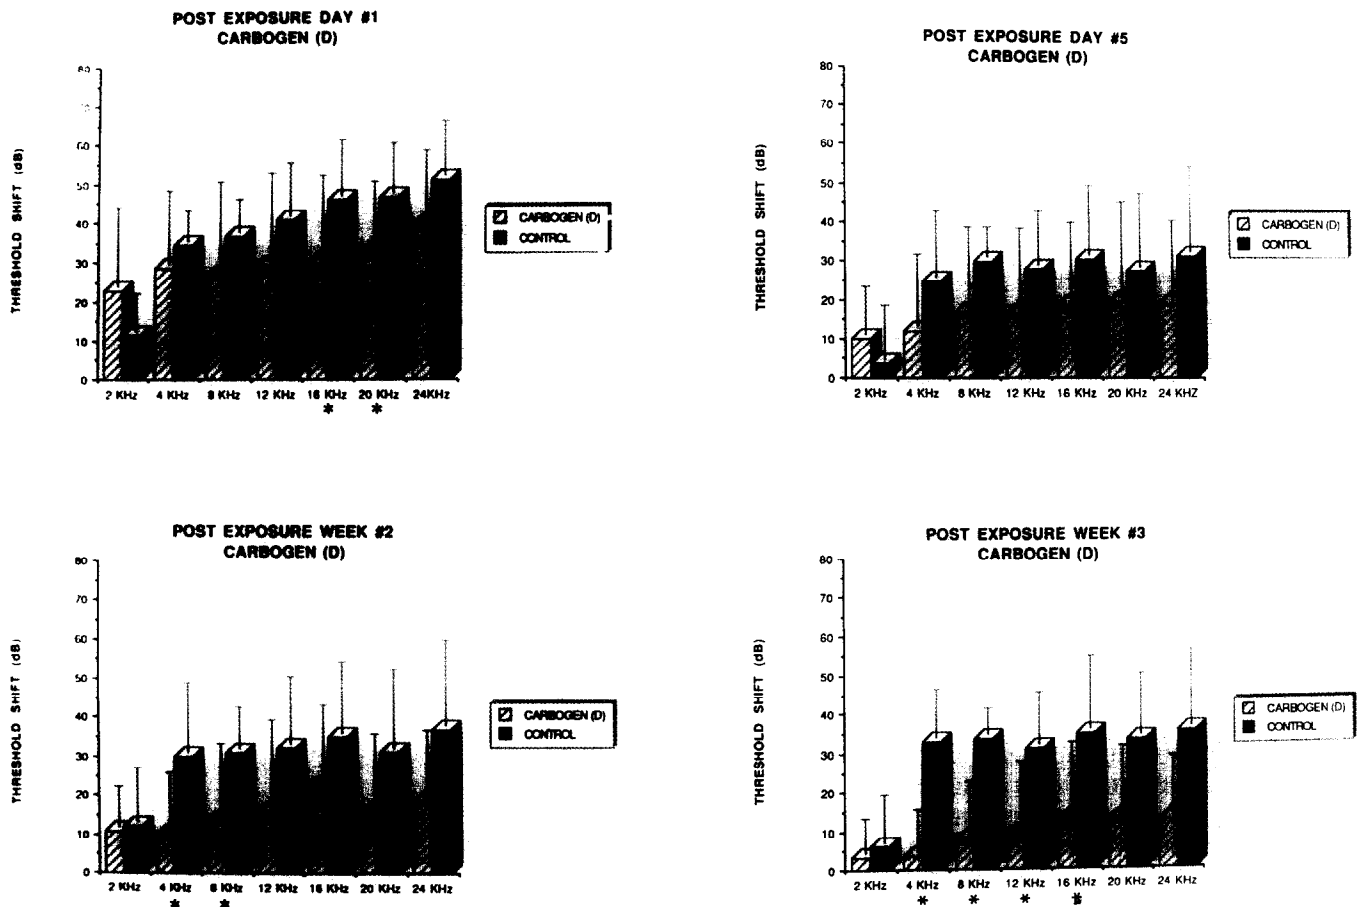 POST EXPOSURE DAY #1
CARBOGEN (D)
THRESHOLD SHIFT (dB)
80
60
50
40
30
20
10
0
2 KHz 4 KHz 8 KHz 12 KHz 16 KHz 20 KHz 24KHz
* *
CARBOGEN (D)
CONTROL
POST EXPOSURE DAY #5
CARBOGEN (D)
THRESHOLD SHIFT (dB)
80
70
60
50
40
30
20
10
0
2 KHz 4 KHz 8 KHz 12 KHz 16 KHz 20 KHz 24 KHZ
CARBOGEN (D)
CONTROL
POST EXPOSURE WEEK #2
CARBOGEN (D)
THRESHOLD SHIFT (dB)
80
70
60
50
40
30
20
10
0
2 KHz 4 KHz 8 KHz 12 KHz 16 KHz 20 KHz 24 KHz
* *
CARBOGEN (D)
CONTROL
POST EXPOSURE WEEK #3
CARBOGEN (D)
THRESHOLD SHIFT (dB)
80
70
60
50
40
30
20
10
0
2 KHz 4 KHz 8 KHz 12 KHz 16 KHz 20 KHz 24 KHz
* * * *
CARBOGEN (D)
CONTROL